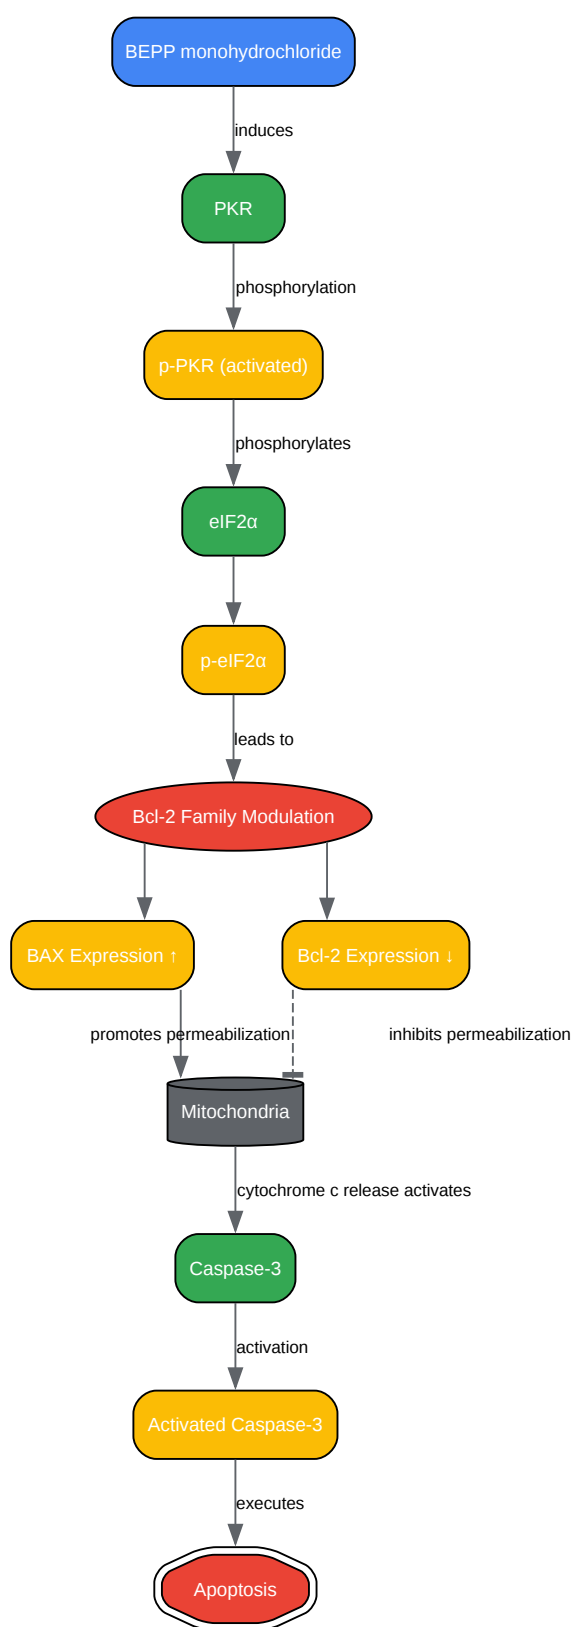 BEPP monohydrochloride
induces
PKR
phosphorylation
p-PKR (activated)
phosphorylates
eIF2α
p-eIF2α
leads to
Bcl-2 Family Modulation
BAX Expression ↑
Bcl-2 Expression ↓
promotes permeabilization
inhibits permeabilization
Mitochondria
cytochrome c release activates
Caspase-3
activation
Activated Caspase-3
executes
Apoptosis